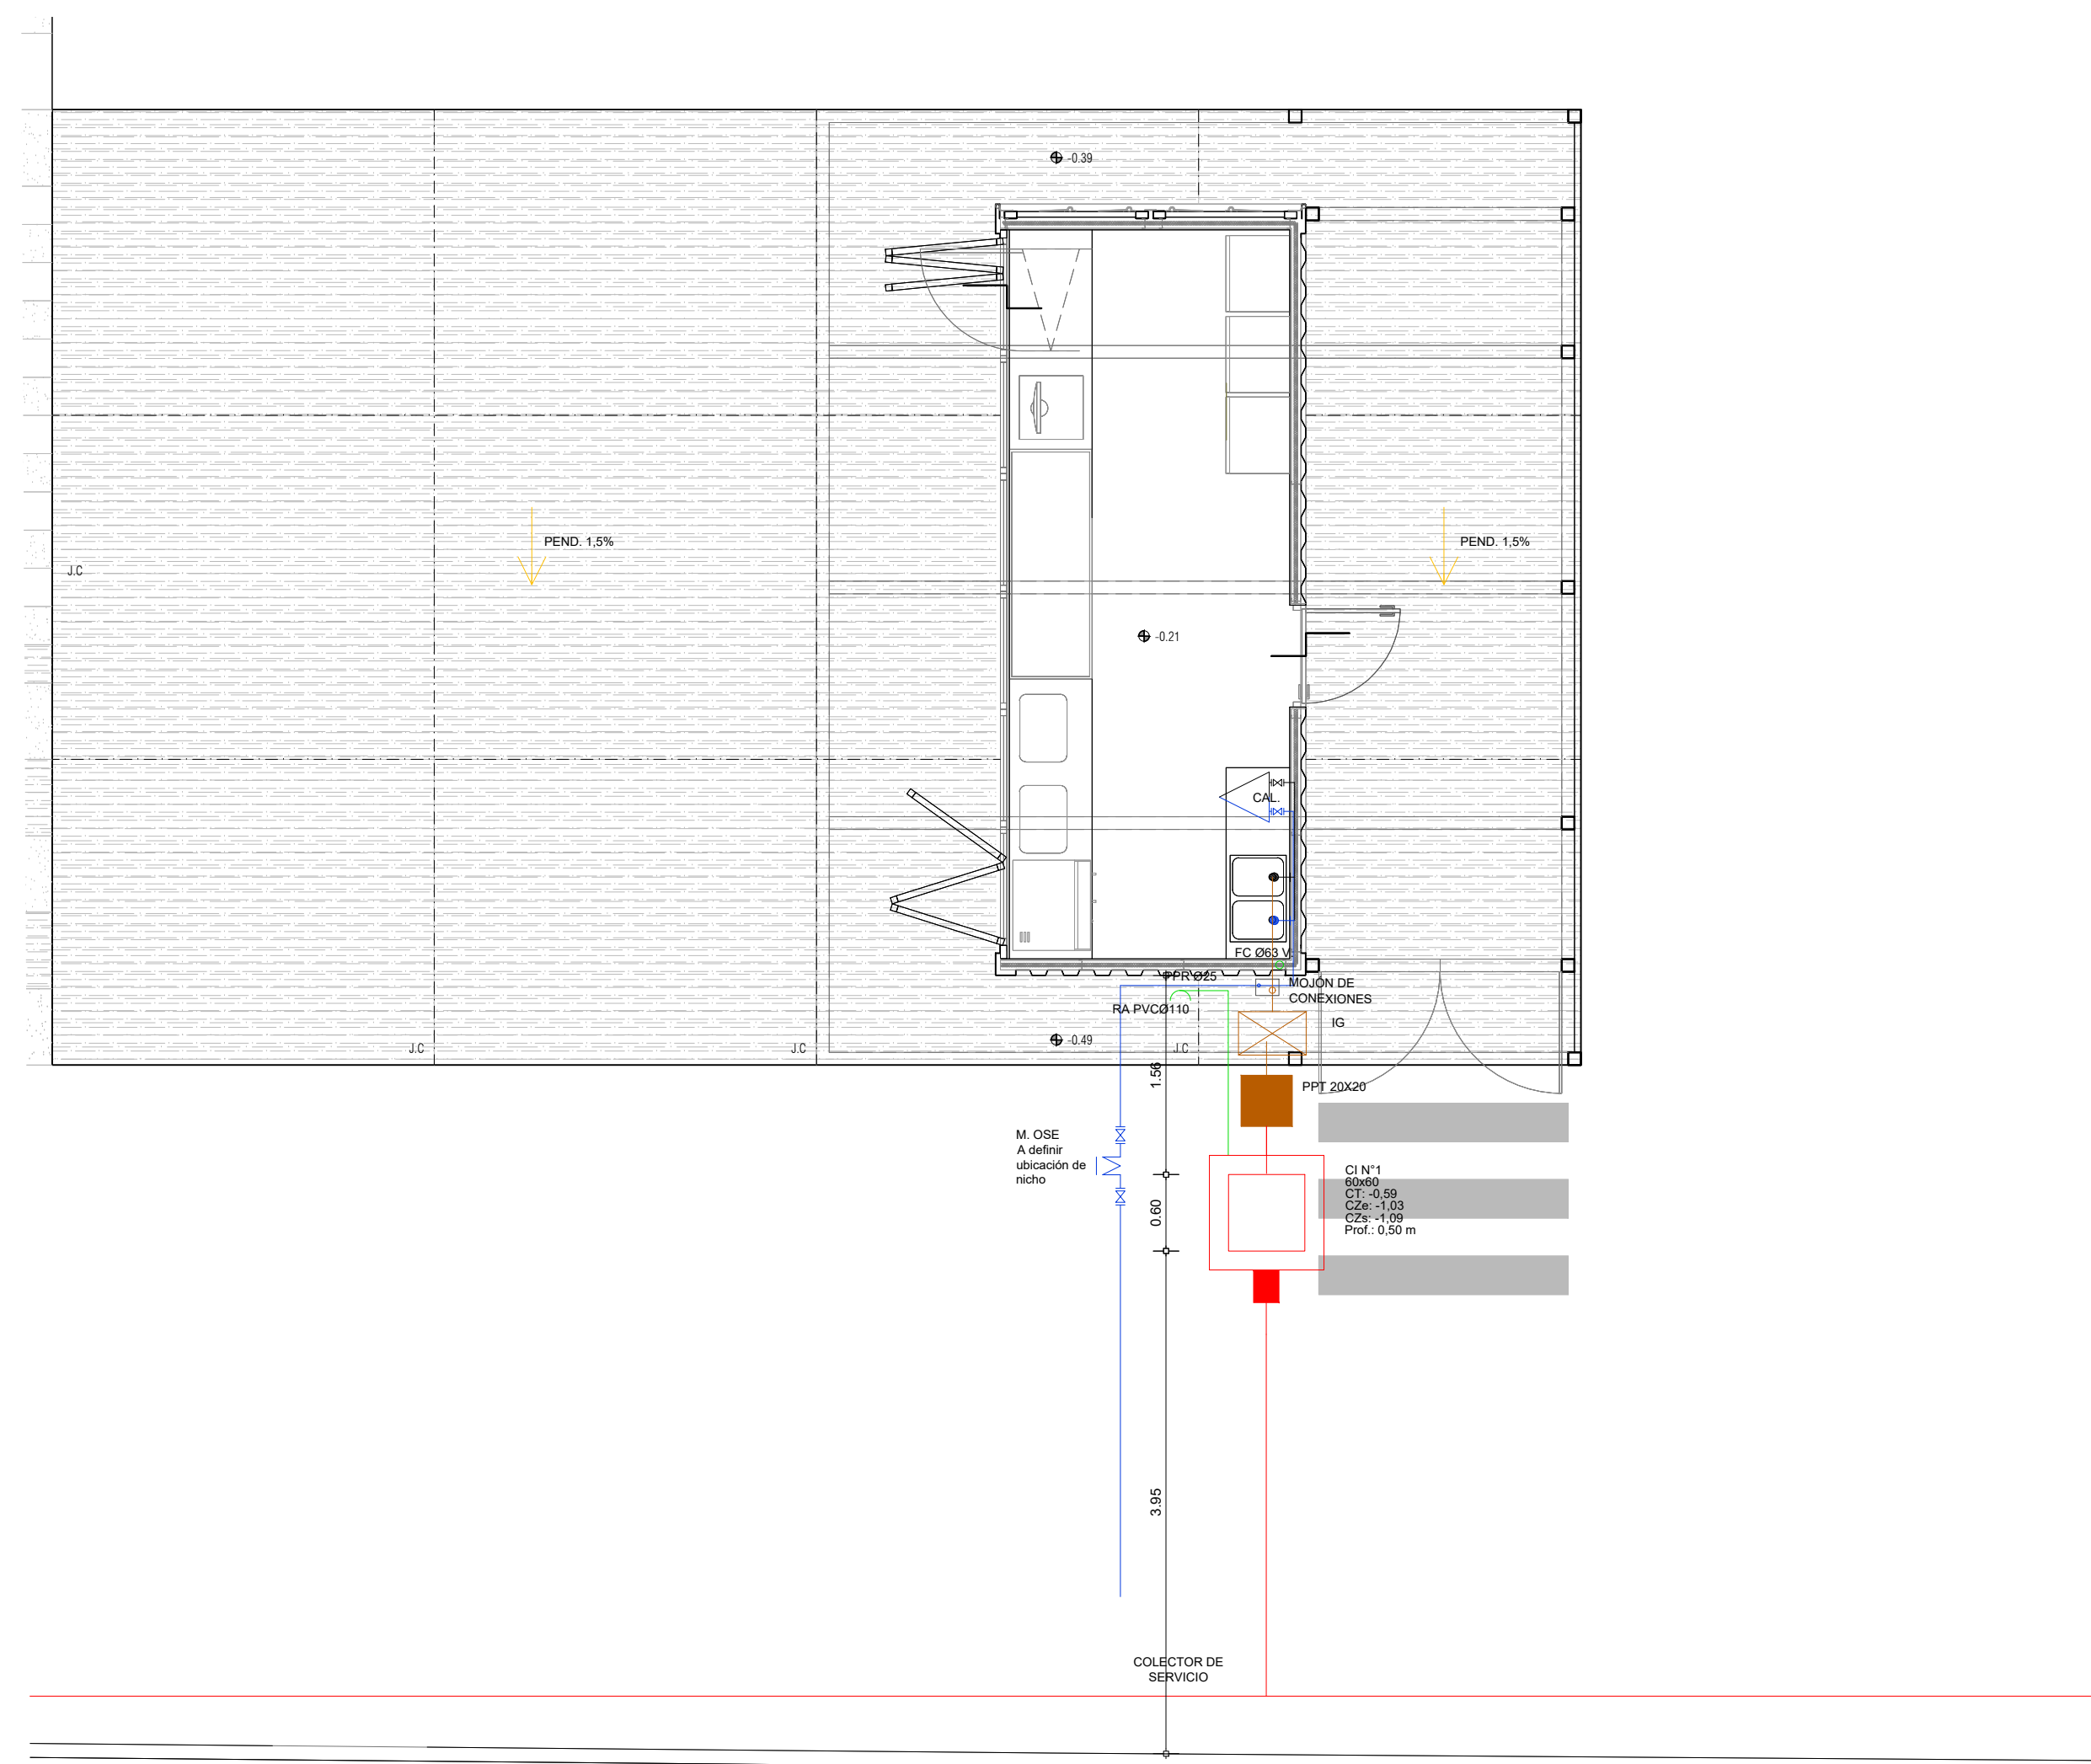 -0.39
PEND. 1,5%
PEND. 1,5%
J.C
-0.21
CAL.
FC Ø63 V.
PPR Ø25
MOJÓN DE
CONEXIONES
RA PVCØ110
IG
-0.49
J.C
J.C
J.C
1.56
PPT 20X20
M. OSE
A definir
ubicación de
nicho
CI N°1
60x60
CT: -0,59
CZe: -1,03
CZs: -1,09
Prof.: 0,50 m
0.60
3.95
COLECTOR DE
SERVICIO